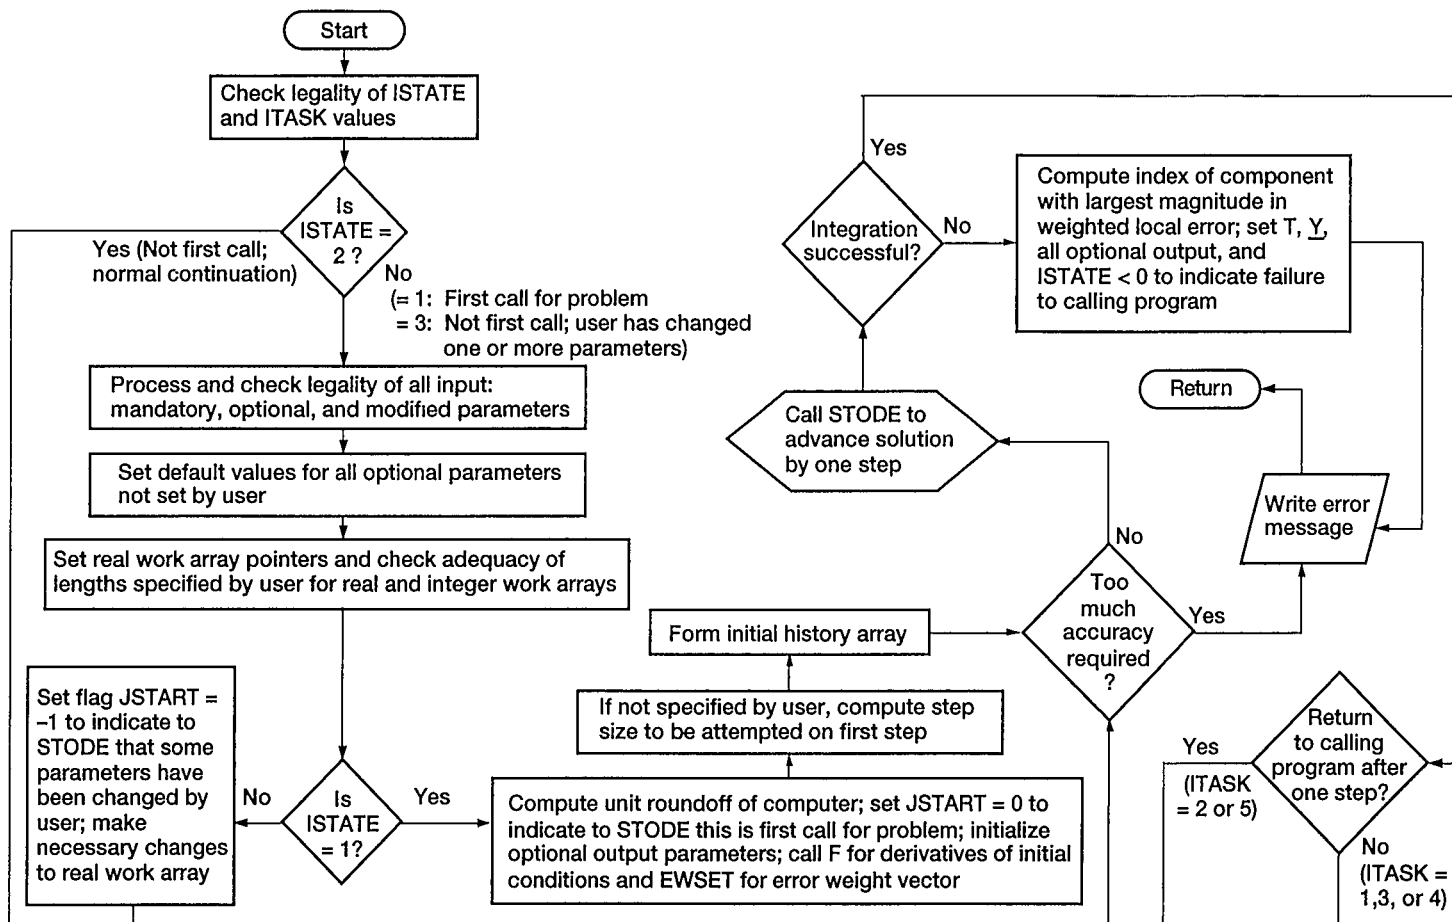 Start
Check legality of ISTATE
and ITASK values
Is
ISTATE =
2 ?
Yes (Not first call;
normal continuation)
No
(= 1: First call for problem
= 3: Not first call; user has changed
one or more parameters)
Process and check legality of all input:
mandatory, optional, and modified parameters
Set default values for all optional parameters
not set by user
Set real work array pointers and check adequacy of
lengths specified by user for real and integer work arrays
Is
ISTATE
= 1?
No
Set flag JSTART =
–1 to indicate to
STODE that some
parameters have
been changed by
user; make
necessary changes
to real work array
Yes
Compute unit roundoff of computer; set JSTART = 0 to
indicate to STODE this is first call for problem; initialize
optional output parameters; call F for derivatives of initial
conditions and EWSET for error weight vector
If not specified by user, compute step
size to be attempted on first step
Form initial history array
Too
much
accuracy
required
?
Yes
No
Call STODE to
advance solution
by one step
Integration
successful?
Yes
No
Compute index of component
with largest magnitude in
weighted local error; set T, Y,
all optional output, and
ISTATE < 0 to indicate failure
to calling program
Write error
message
Return
Return
to calling
program after
one step?
Yes
(ITASK
= 2 or 5)
No
(ITASK =
1,3, or 4)